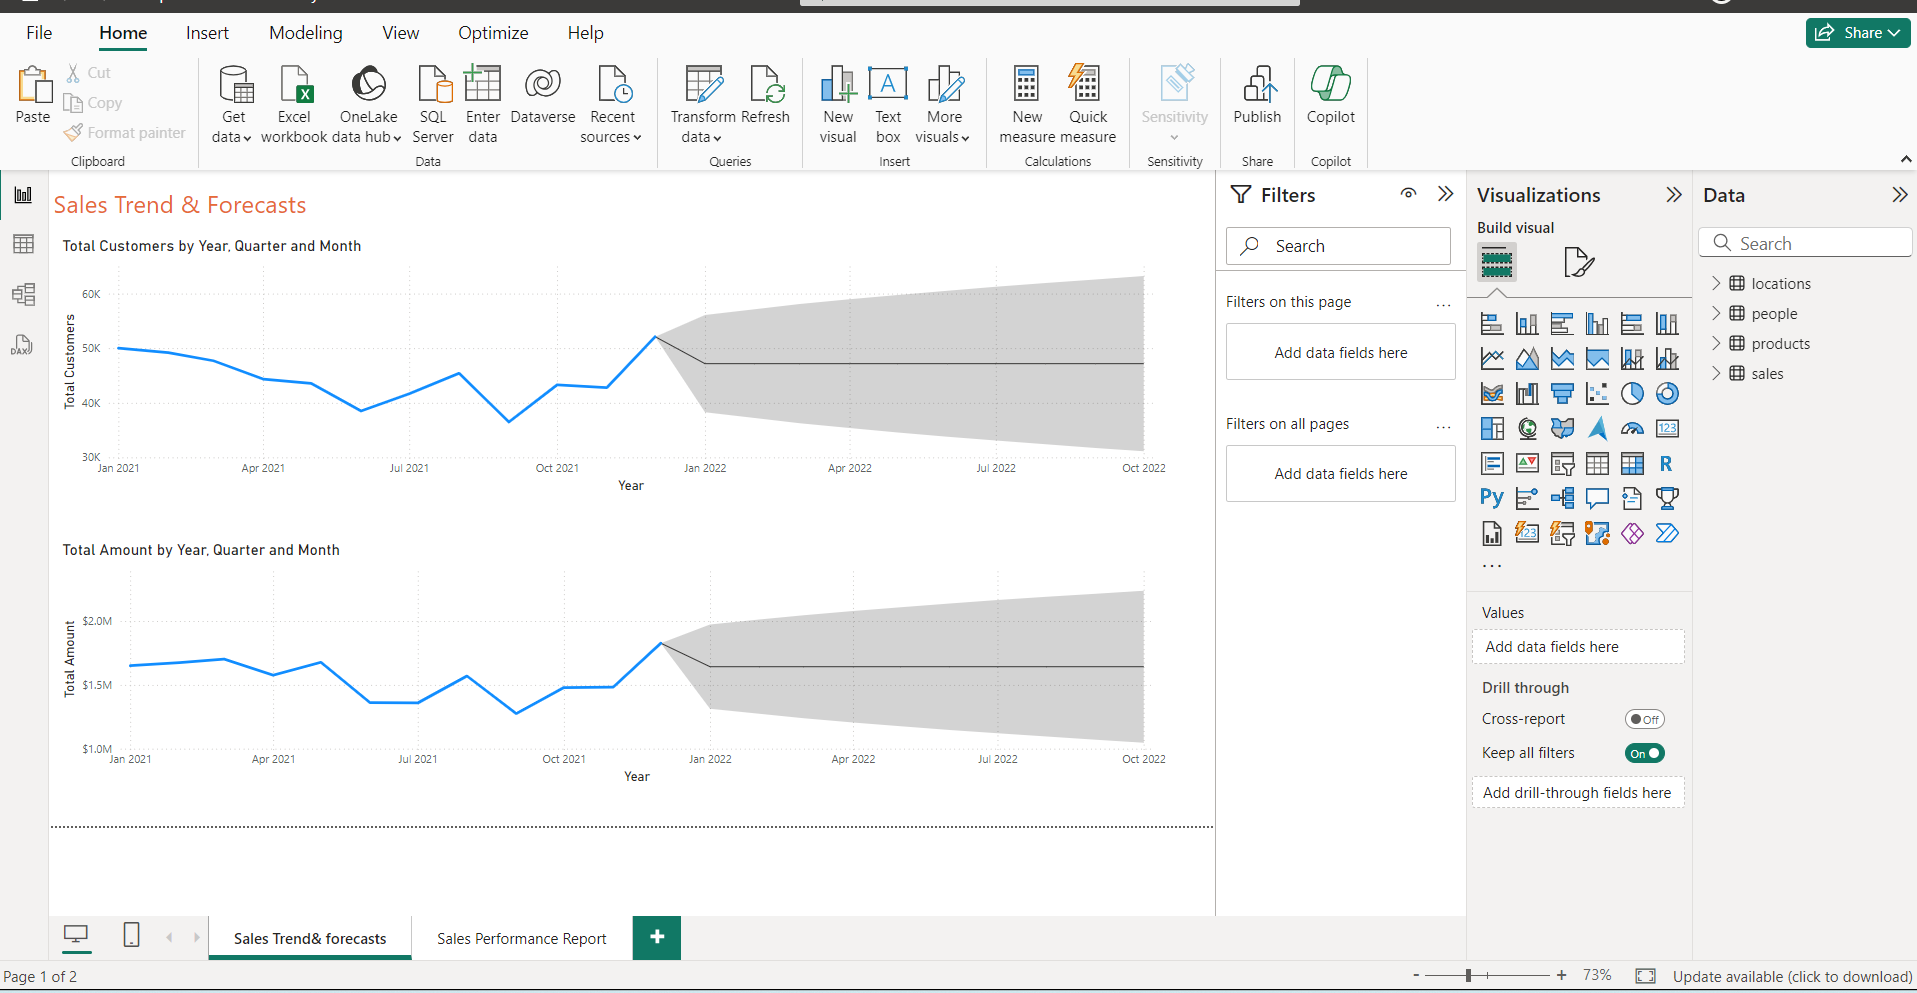 File Home Insert Modeling View Optimize Help
Share
Paste
Cut
Copy
Format painter
Clipboard
Get data
Excel workbook
OneLake data hub
SQL Server
Enter data
Dataverse
Recent sources
Data
Transform data
Refresh
Queries
New visual
A
Text box
More visuals
Insert
New measure
Quick measure
Calculations
Sensitivity
Sensitivity
Publish
Share
Copilot
Copilot
Sales Trend & Forecasts
Total Customers by Year, Quarter and Month
Total Customers
60K
50K
40K
30K
Jan 2021 Apr 2021 Jul 2021 Oct 2021 Jan 2022 Apr 2022 Jul 2022 Oct 2022
Year
Total Amount by Year, Quarter and Month
Total Amount
$2.0M
$1.5M
$1.0M
Jan 2021 Apr 2021 Jul 2021 Oct 2021 Jan 2022 Apr 2022 Jul 2022 Oct 2022
Year
DAX
Filters
Search
Filters on this page ...
Add data fields here
Filters on all pages ...
Add data fields here
Visualizations
Build visual
123
R
Py
123
...
Values
Add data fields here
Drill through
Cross-report Off
Keep all filters On
Add drill-through fields here
Data
Search
locations
people
products
sales
Sales Trend& forecasts
Sales Performance Report
+
Page 1 of 2
- + 73%
Update available (click to download)